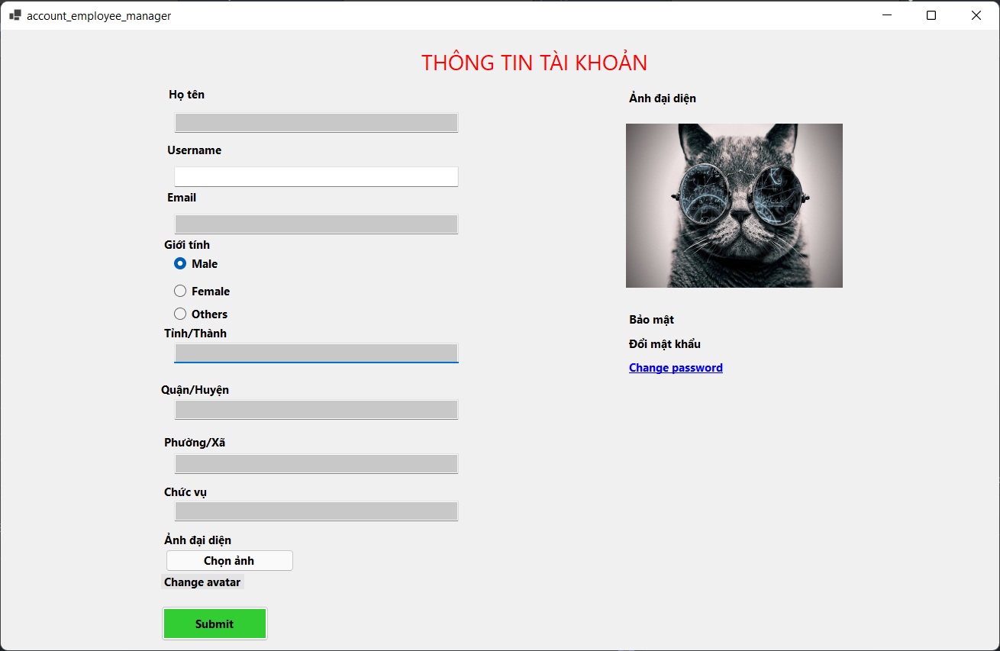 account_employee_manager
THÔNG TIN TÀI KHOẢN
Họ tên
Username
Email
Giới tính
Male
Female
Others
Tỉnh/Thành
Quận/Huyện
Phường/Xã
Chức vụ
Ảnh đại diện
Chọn ảnh
Change avatar
Submit
Ảnh đại diện
Bảo mật
Đổi mật khẩu
Change password